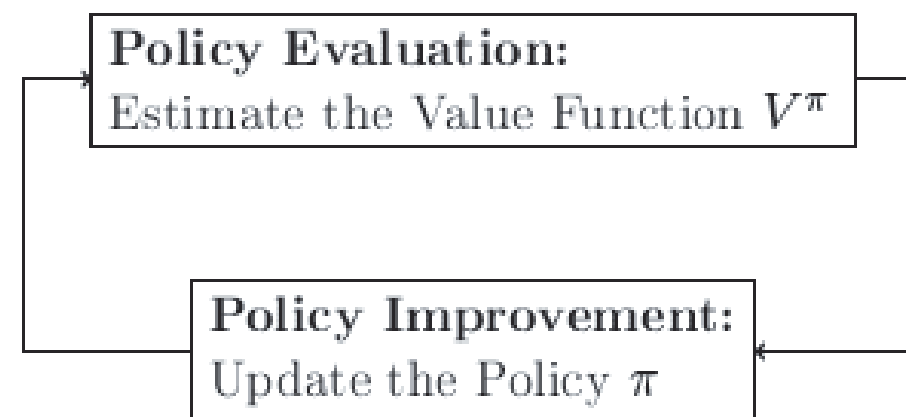 Policy Evaluation:
Estimate the Value Function V^π
Policy Improvement:
Update the Policy π